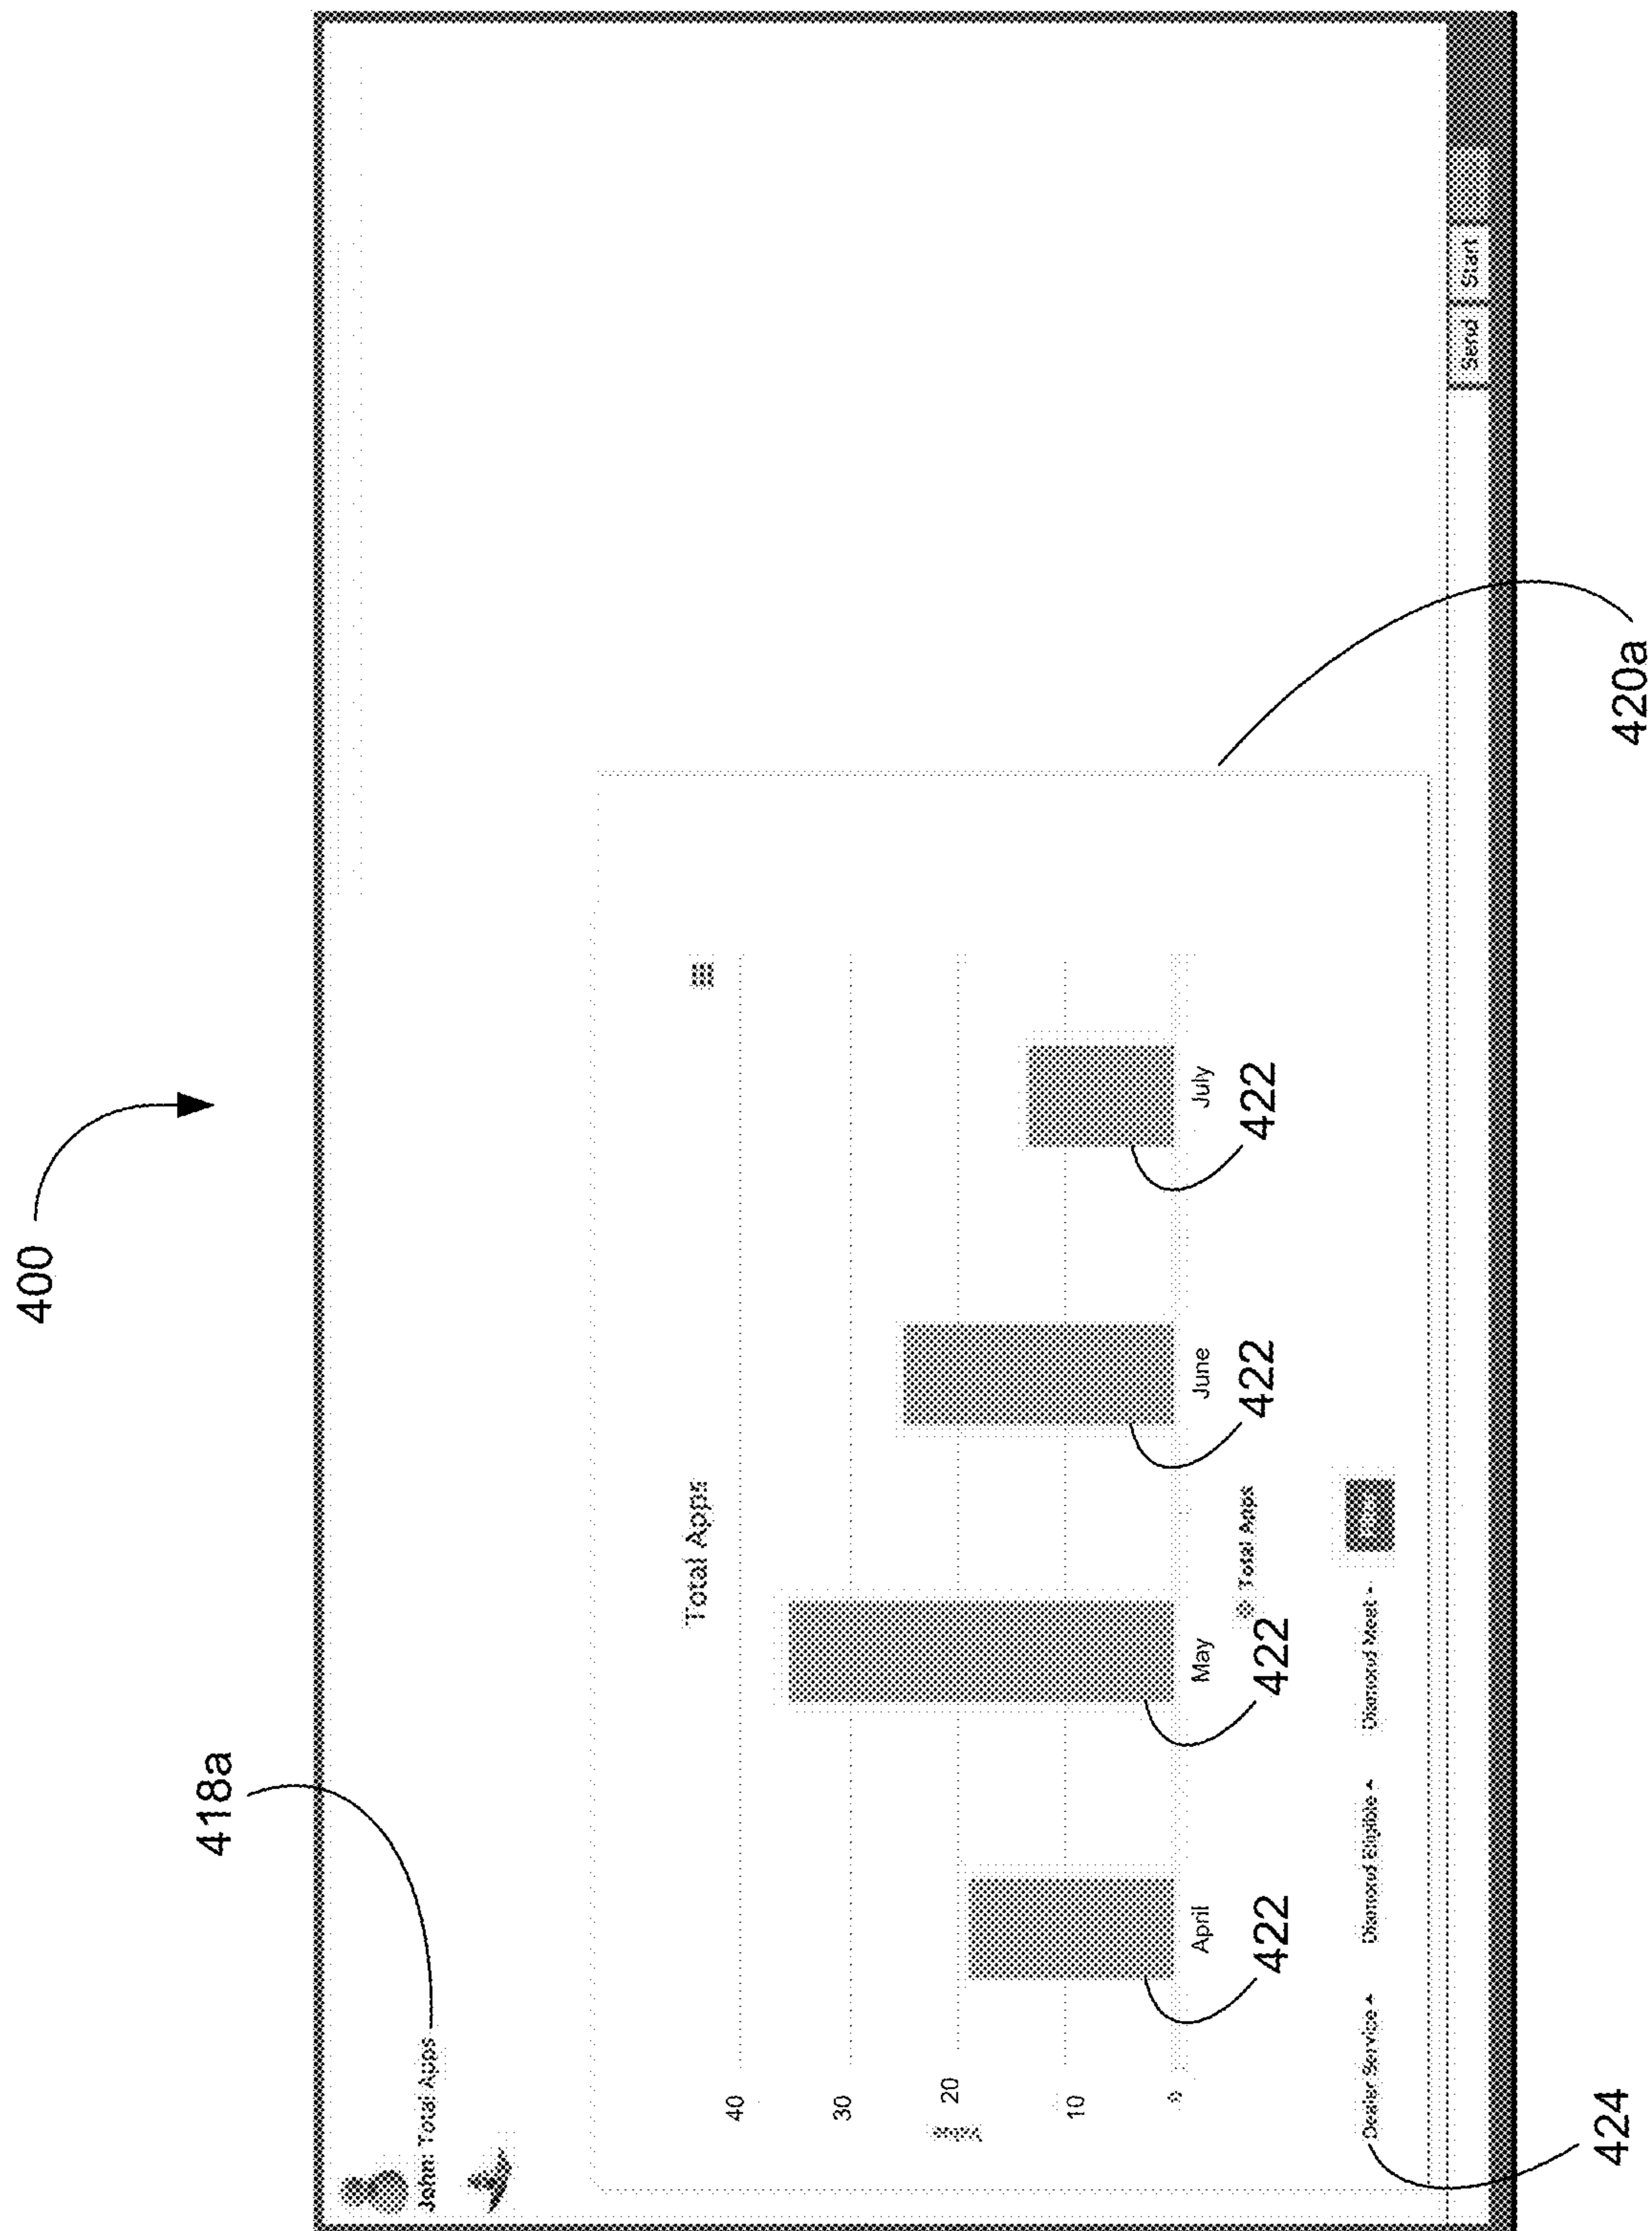 400
418a
John: Total Apps
Total Apps
40
30
20
10
0
April
May
June
July
422
422
422
422
Total Apps
Dealer Service
Diamond Eligible
Diamond Meet
424
420a
Send
Start